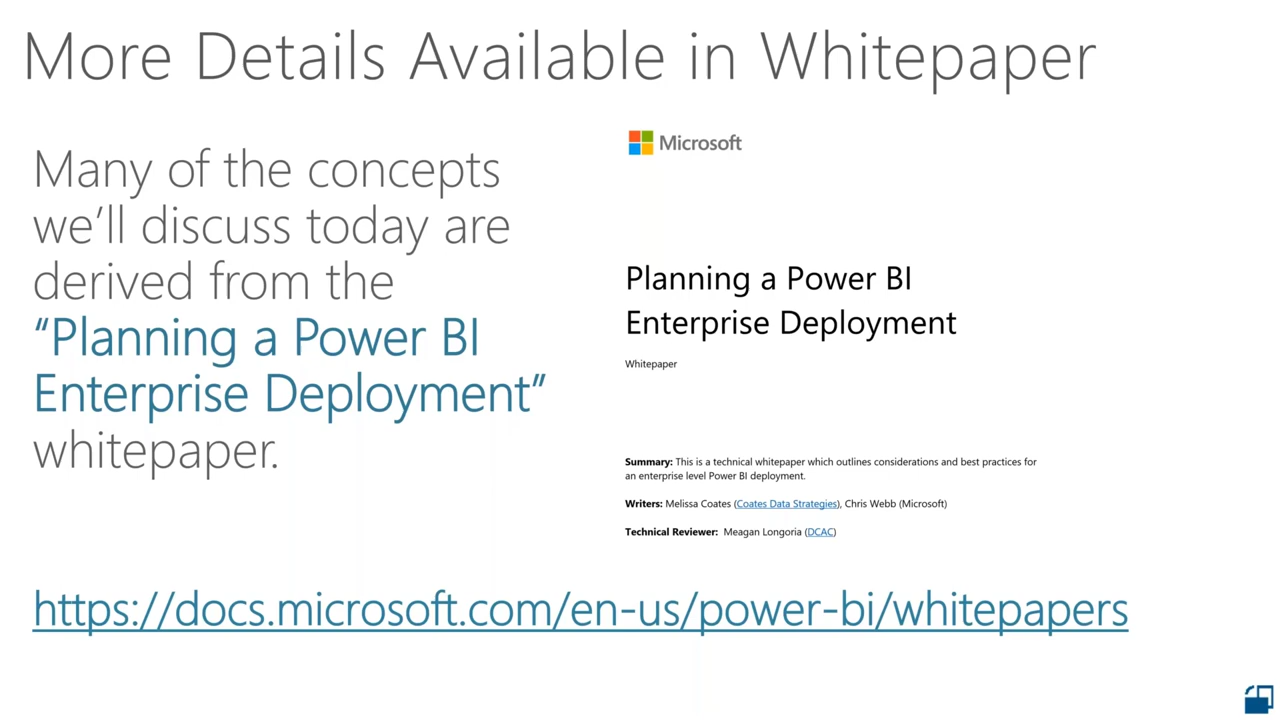 More Details Available in Whitepaper
Many of the concepts
we’ll discuss today are
derived from the
“Planning a Power BI
Enterprise Deployment”
whitepaper.
Microsoft
Planning a Power BI
Enterprise Deployment
Whitepaper
Summary: This is a technical whitepaper which outlines considerations and best practices for
an enterprise level Power BI deployment.
Writers: Melissa Coates (Coates Data Strategies), Chris Webb (Microsoft)
Technical Reviewer: Meagan Longoria (DCAC)
https://docs.microsoft.com/en-us/power-bi/whitepapers